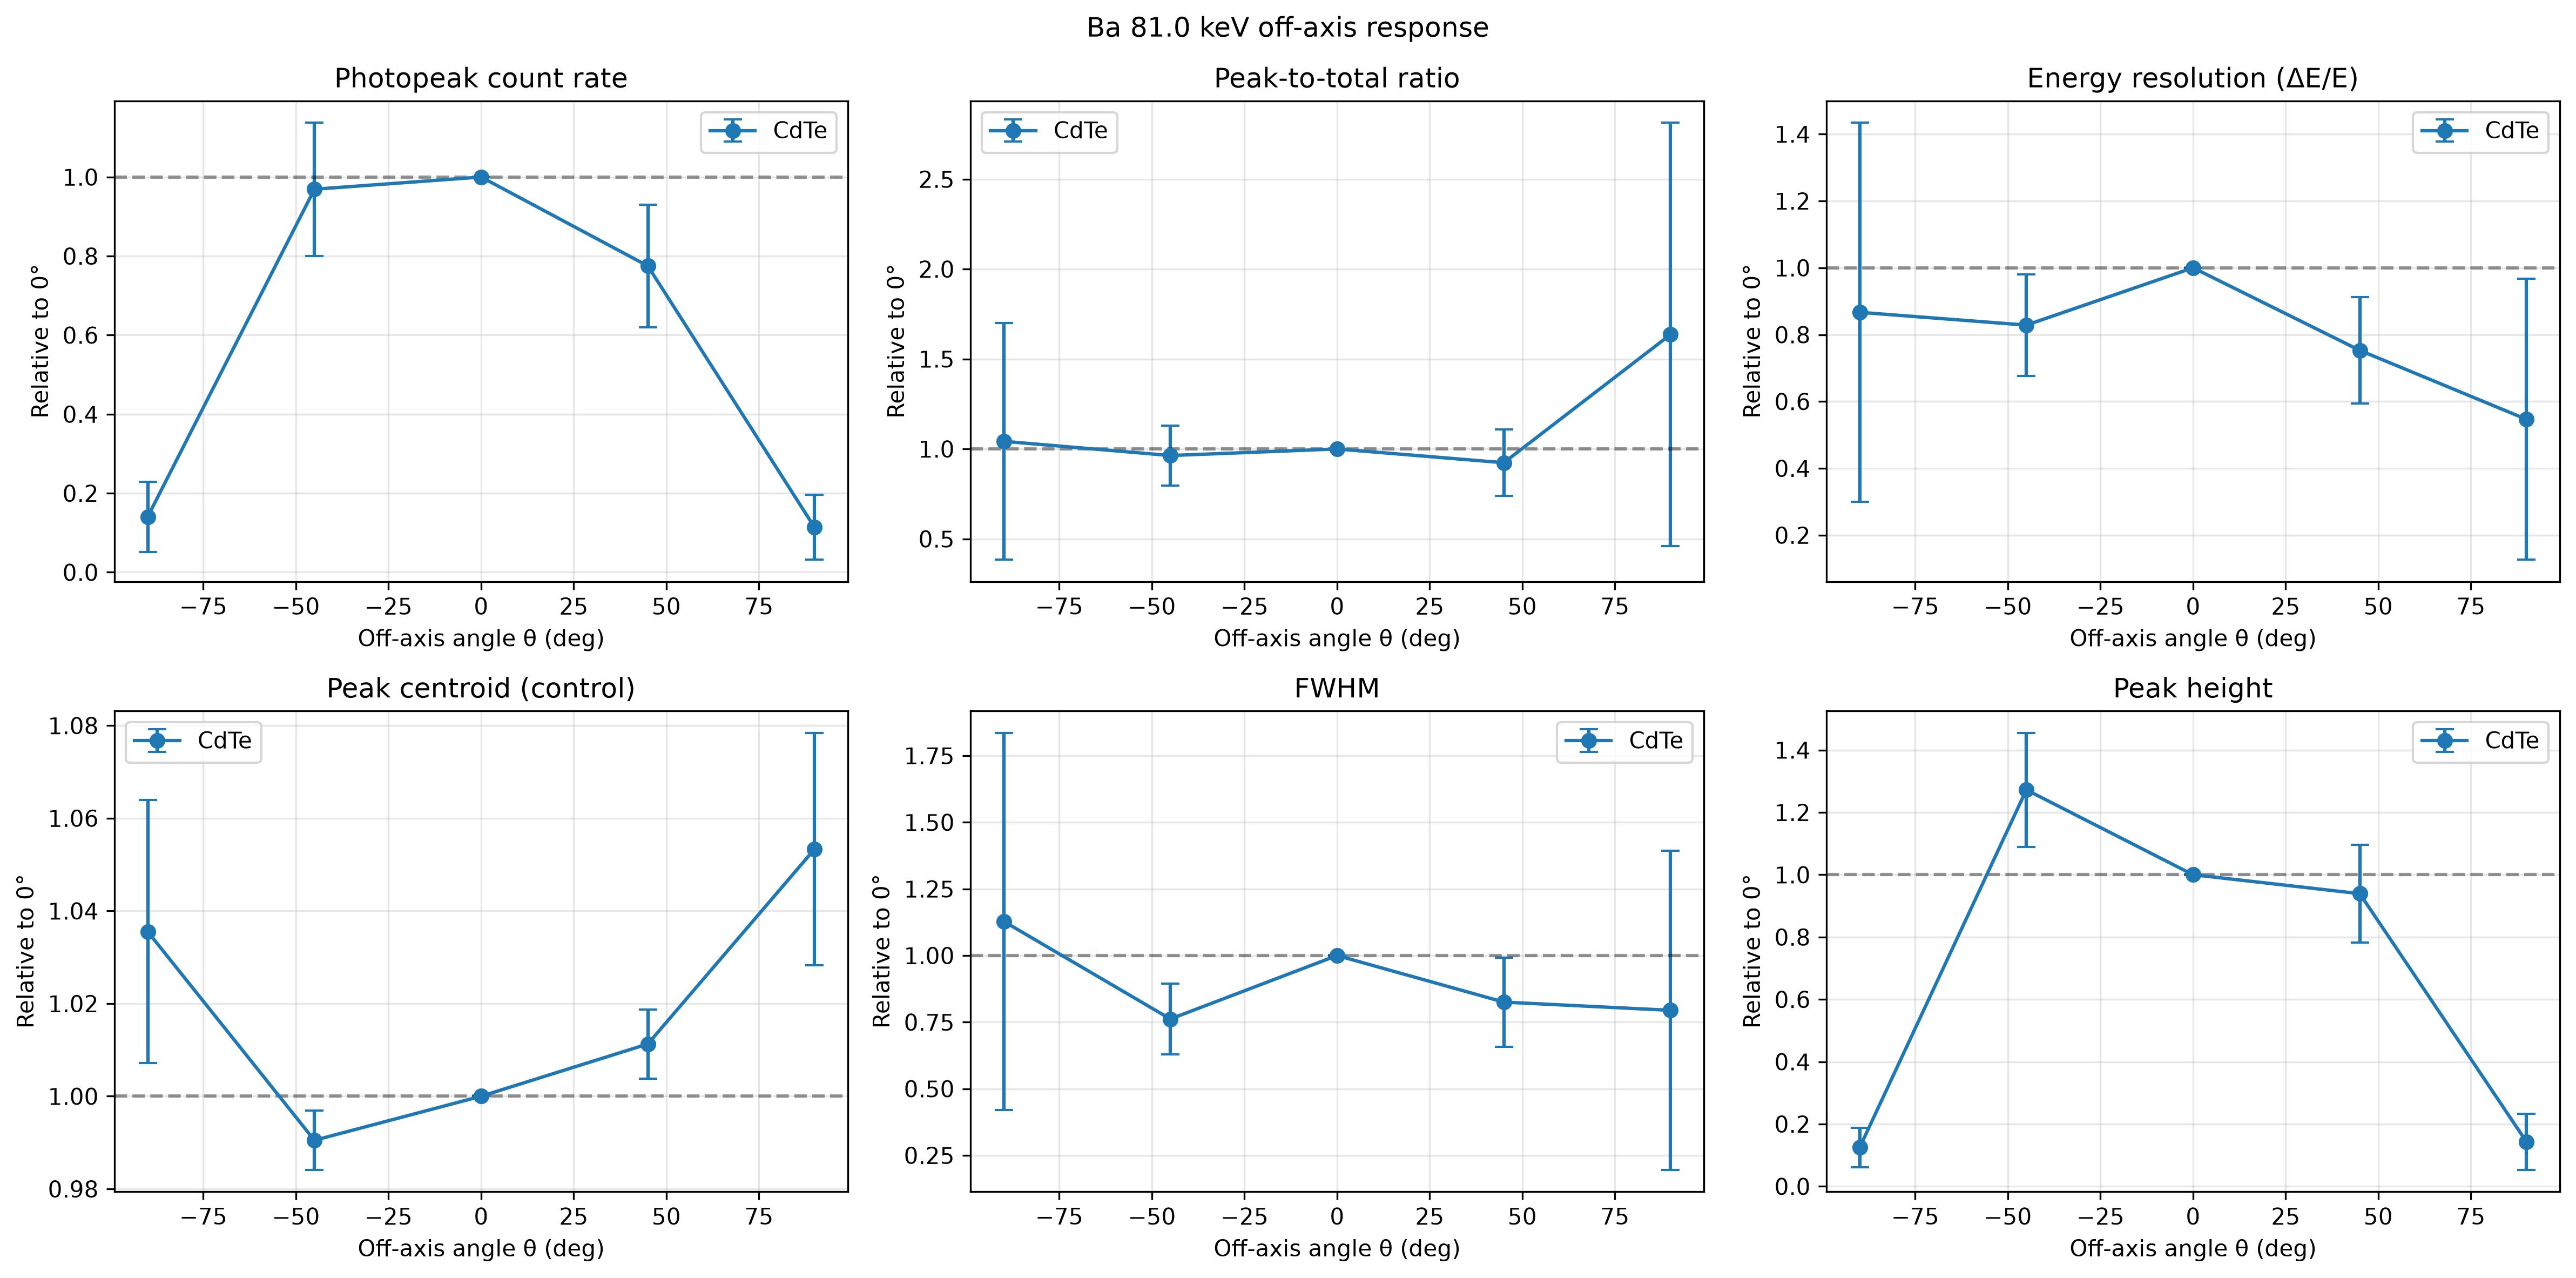 Ba 81.0 keV off-axis response
Photopeak count rate
CdTe
1.0
0.8
0.6
0.4
0.2
0.0
Relative to 0°
−75 −50 −25 0 25 50 75
Off-axis angle θ (deg)
Peak-to-total ratio
CdTe
2.5
2.0
1.5
1.0
0.5
Relative to 0°
−75 −50 −25 0 25 50 75
Off-axis angle θ (deg)
Energy resolution (ΔE/E)
CdTe
1.4
1.2
1.0
0.8
0.6
0.4
0.2
Relative to 0°
−75 −50 −25 0 25 50 75
Off-axis angle θ (deg)
Peak centroid (control)
CdTe
1.08
1.06
1.04
1.02
1.00
0.98
Relative to 0°
−75 −50 −25 0 25 50 75
Off-axis angle θ (deg)
FWHM
CdTe
1.75
1.50
1.25
1.00
0.75
0.50
0.25
Relative to 0°
−75 −50 −25 0 25 50 75
Off-axis angle θ (deg)
Peak height
CdTe
1.4
1.2
1.0
0.8
0.6
0.4
0.2
0.0
Relative to 0°
−75 −50 −25 0 25 50 75
Off-axis angle θ (deg)